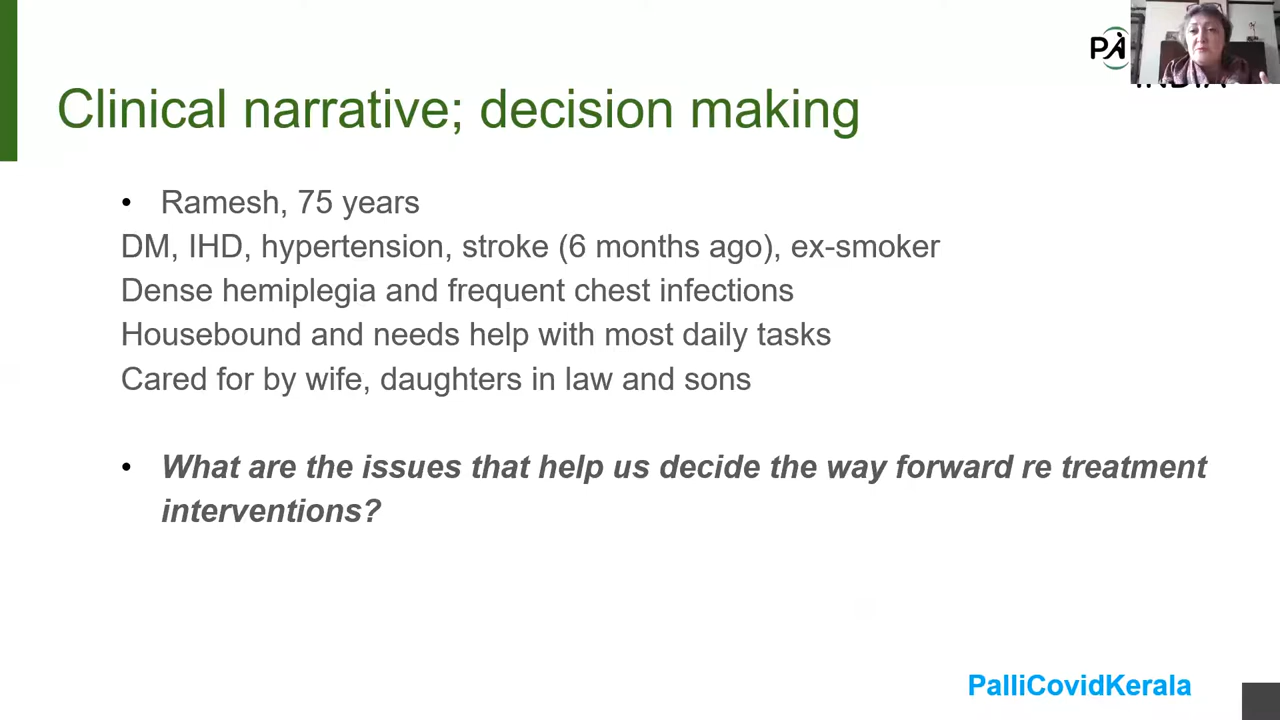 PA
Clinical narrative; decision making
• Ramesh, 75 years
DM, IHD, hypertension, stroke (6 months ago), ex-smoker
Dense hemiplegia and frequent chest infections
Housebound and needs help with most daily tasks
Cared for by wife, daughters in law and sons
• What are the issues that help us decide the way forward re treatment
interventions?
PalliCovidKerala